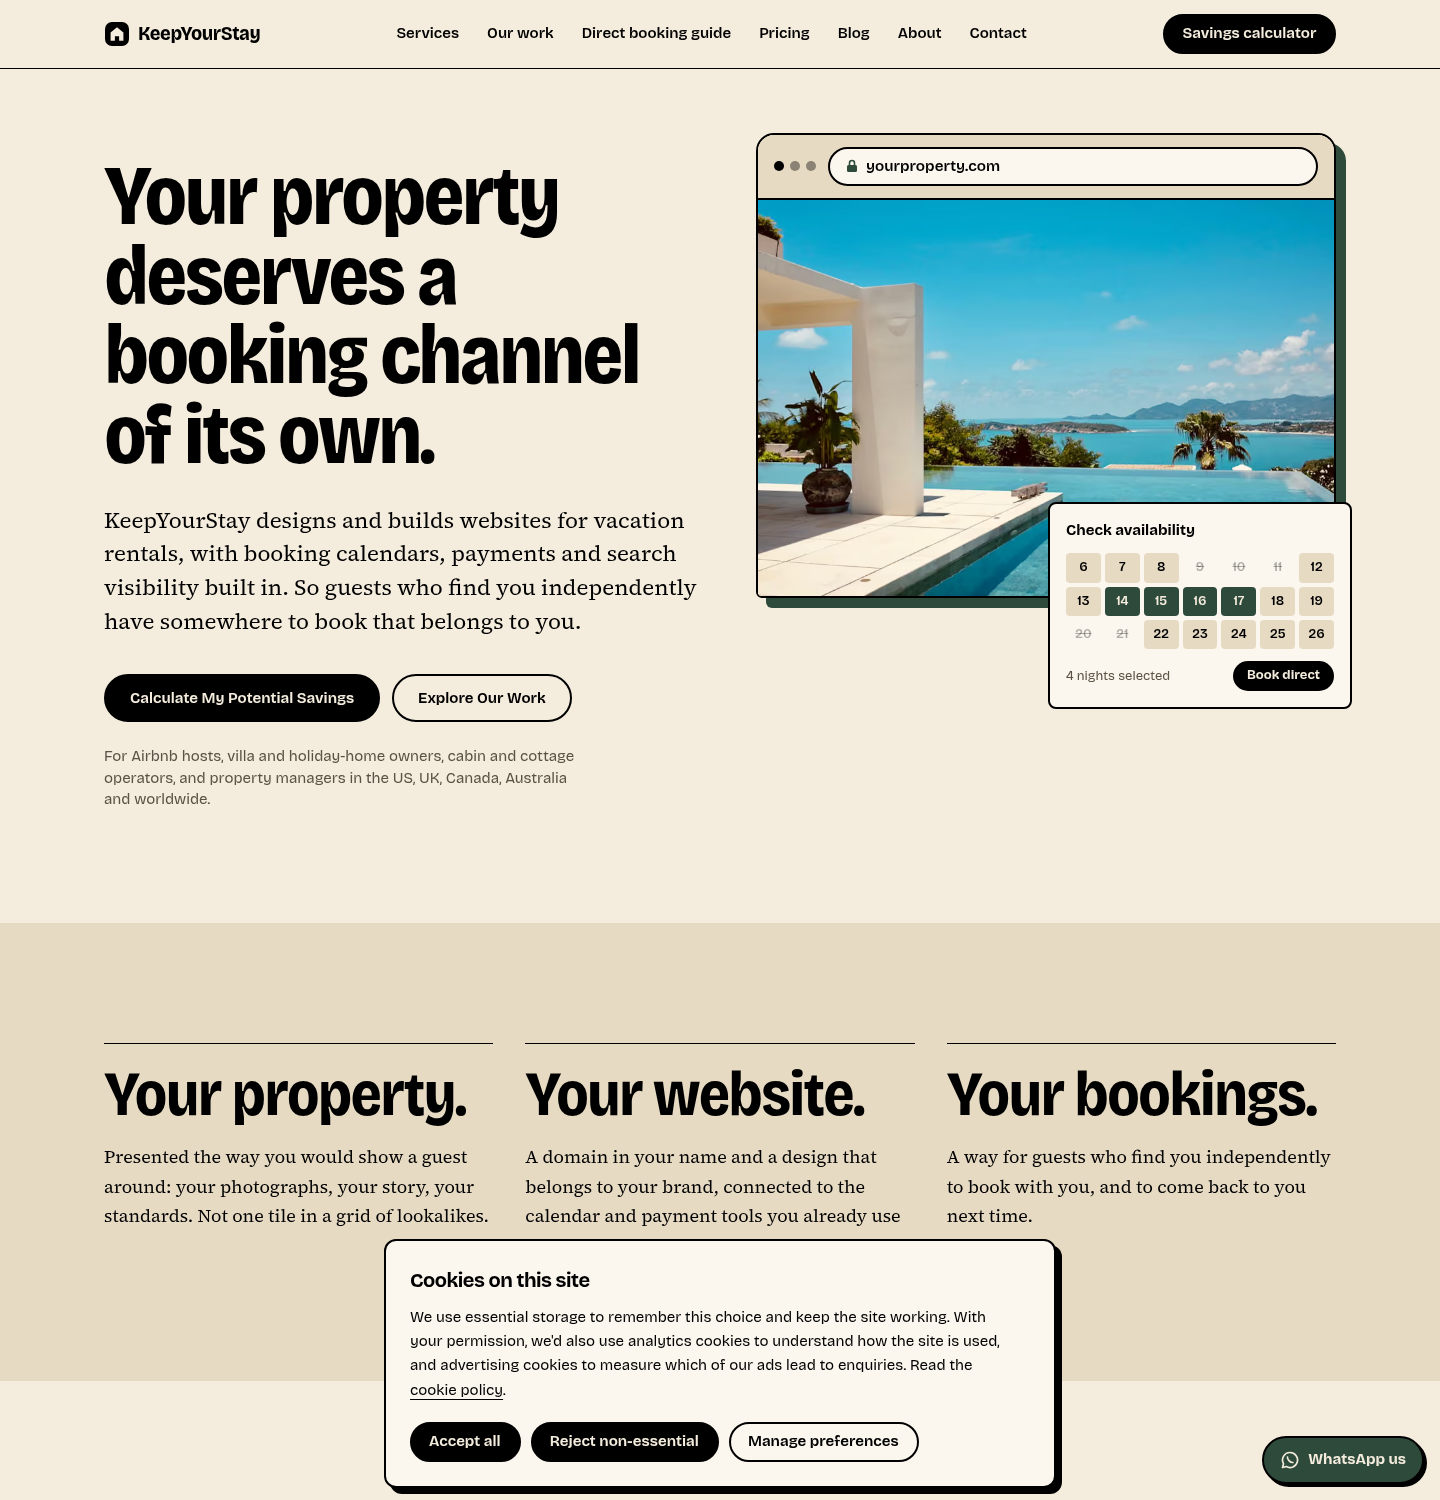 KeepYourStay
Services
Our work
Direct booking guide
Pricing
Blog
About
Contact
Savings calculator
Your property
deserves a
booking channel
of its own.
KeepYourStay designs and builds websites for vacation
rentals, with booking calendars, payments and search
visibility built in. So guests who find you independently
have somewhere to book that belongs to you.
Calculate My Potential Savings
Explore Our Work
For Airbnb hosts, villa and holiday-home owners, cabin and cottage
operators, and property managers in the US, UK, Canada, Australia
and worldwide.
yourproperty.com
Check availability
6 7 8 9 10 11 12
13 14 15 16 17 18 19
20 21 22 23 24 25 26
4 nights selected
Book direct
Your property.
Presented the way you would show a guest
around: your photographs, your story, your
standards. Not one tile in a grid of lookalikes.
Your website.
A domain in your name and a design that
belongs to your brand, connected to the
calendar and payment tools you already use
Your bookings.
A way for guests who find you independently
to book with you, and to come back to you
next time.
Cookies on this site
We use essential storage to remember this choice and keep the site working. With
your permission, we'd also use analytics cookies to understand how the site is used,
and advertising cookies to measure which of our ads lead to enquiries. Read the
cookie policy.
Accept all
Reject non-essential
Manage preferences
WhatsApp us